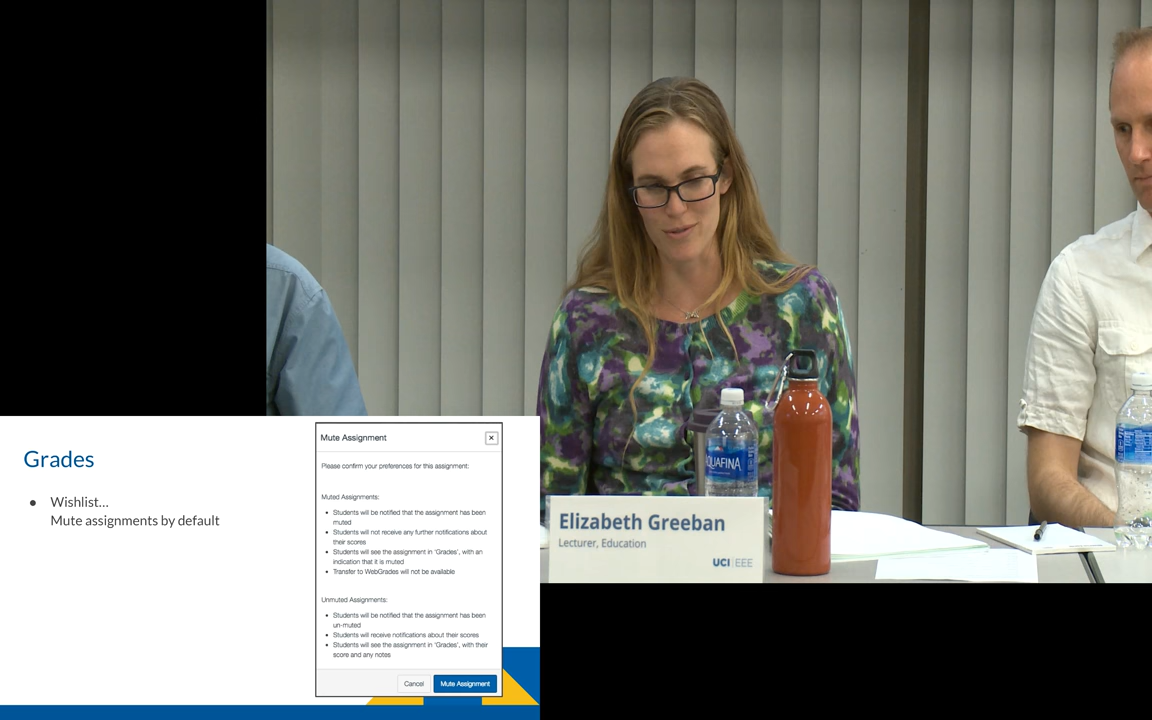 AQUAFINA
Elizabeth Greeban
Lecturer, Education
UCI EEE
Grades
● Wishlist...
Mute assignments by default
Mute Assignment
×
Please confirm your preferences for this assignment:
Muted Assignments:
• Students will be notified that the assignment has been
muted
• Students will not receive any further notifications about
their scores
• Students will see the assignment in 'Grades', with an
indication that it is muted
• Transfer to WebGrades will not be available
Unmuted Assignments:
• Students will be notified that the assignment has been
un-muted
• Students will receive notifications about their scores
• Students will see the assignment in 'Grades', with their
score and any notes
Cancel
Mute Assignment